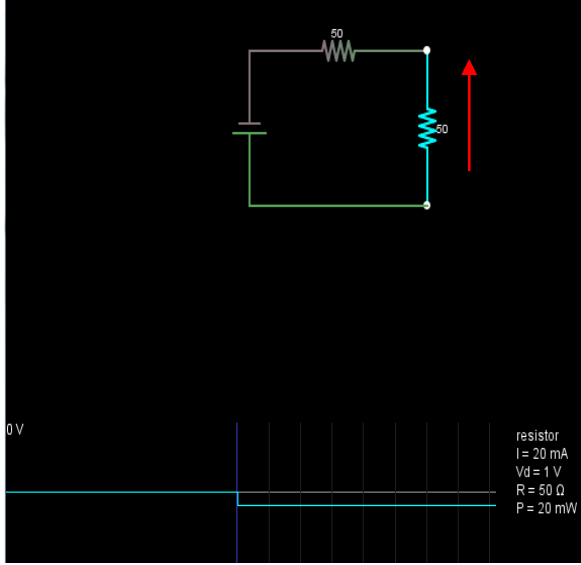 50
50
0 V
resistor
I = 20 mA
Vd = 1 V
R = 50 Ω
P = 20 mW